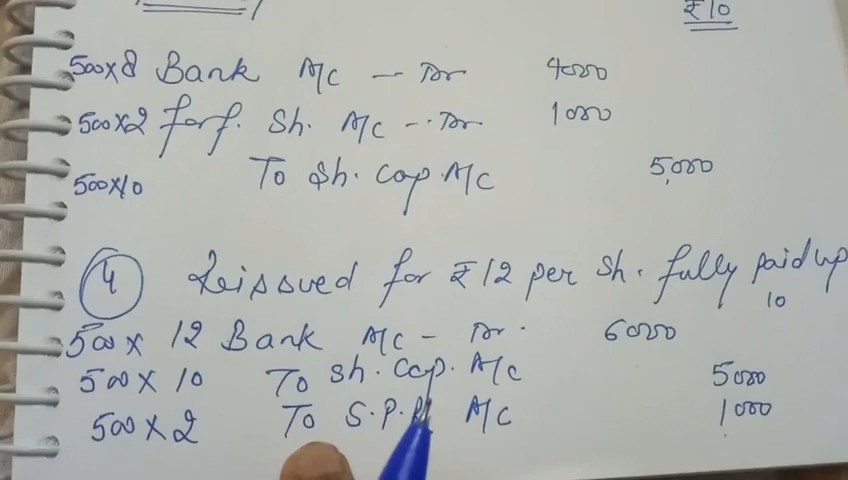 ₹10
500x8 Bank A/c — Dr 4000
500x2 forf. Sh. A/c -- Dr 1000
500x10 To Sh. Cap. A/c 5,000
4 Reissued for ₹12 per Sh. fully paid up
10
500 x 12 Bank A/c — Dr. 6000
500 x 10 To Sh. Cap. A/c 5000
500 x 2 To S.P.R A/c 1000